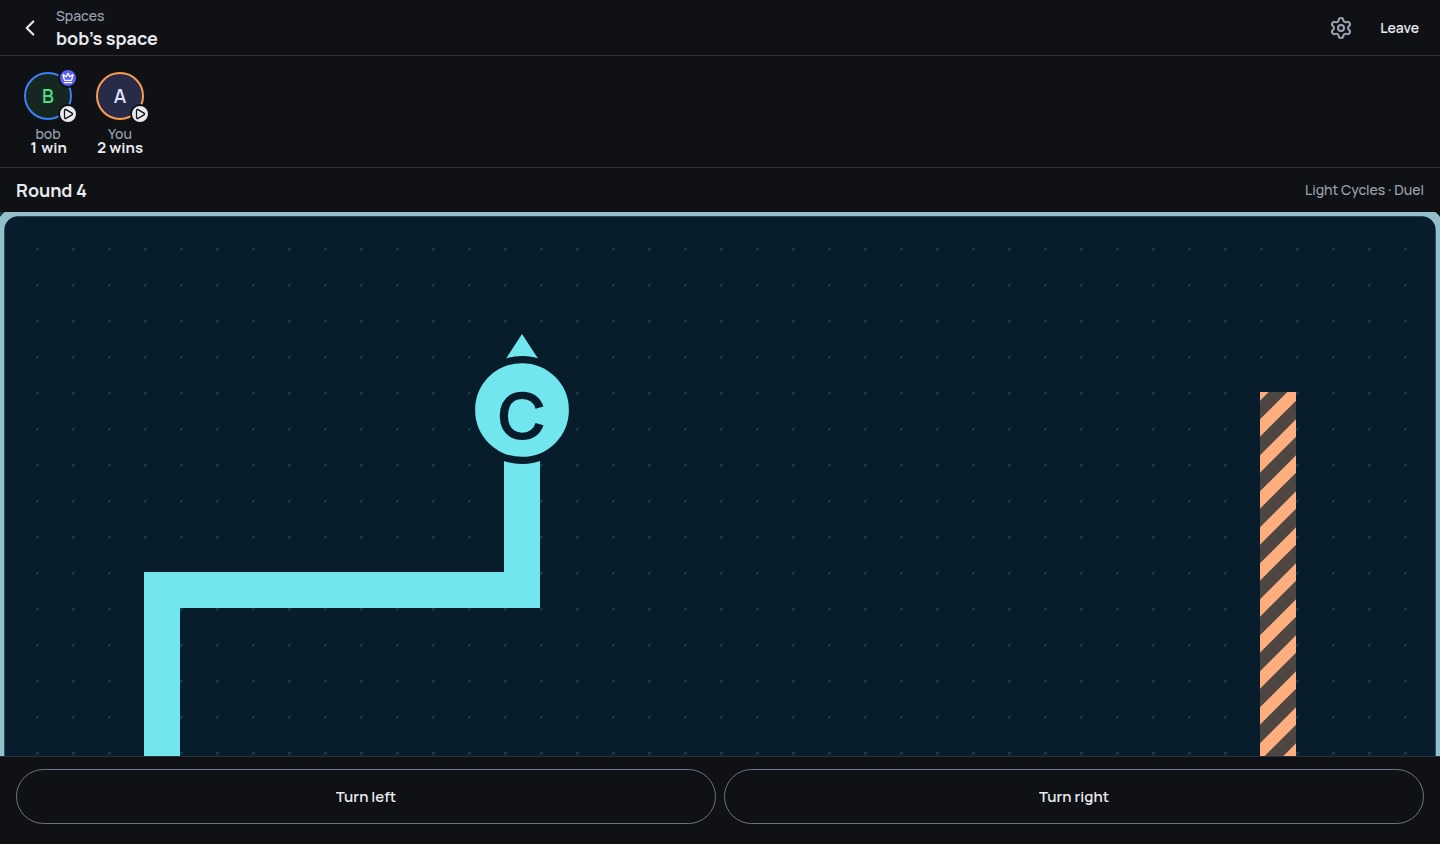 Spaces
bob's space
Leave
B
A
bob
You
1 win
2 wins
Round 4
Light Cycles · Duel
C
Turn left
Turn right